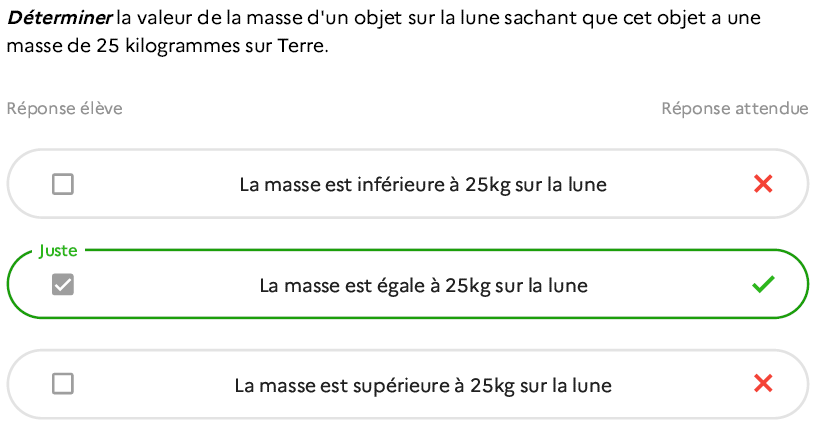 Déterminer la valeur de la masse d'un objet sur la lune sachant que cet objet a une
masse de 25 kilogrammes sur Terre.
Réponse élève
Réponse attendue
La masse est inférieure à 25kg sur la lune
Juste
La masse est égale à 25kg sur la lune
La masse est supérieure à 25kg sur la lune